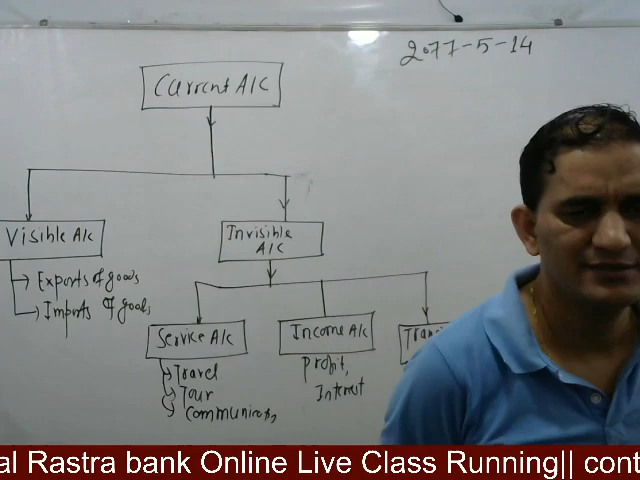 2077-5-14
Current A/C
Visible A/C
Invisible
A/C
Exports of goods
Imports of goods
Service A/C
Income A/C
Travel
Tour
Profit,
Interest
al Rastra bank Online Live Class Running|| cont